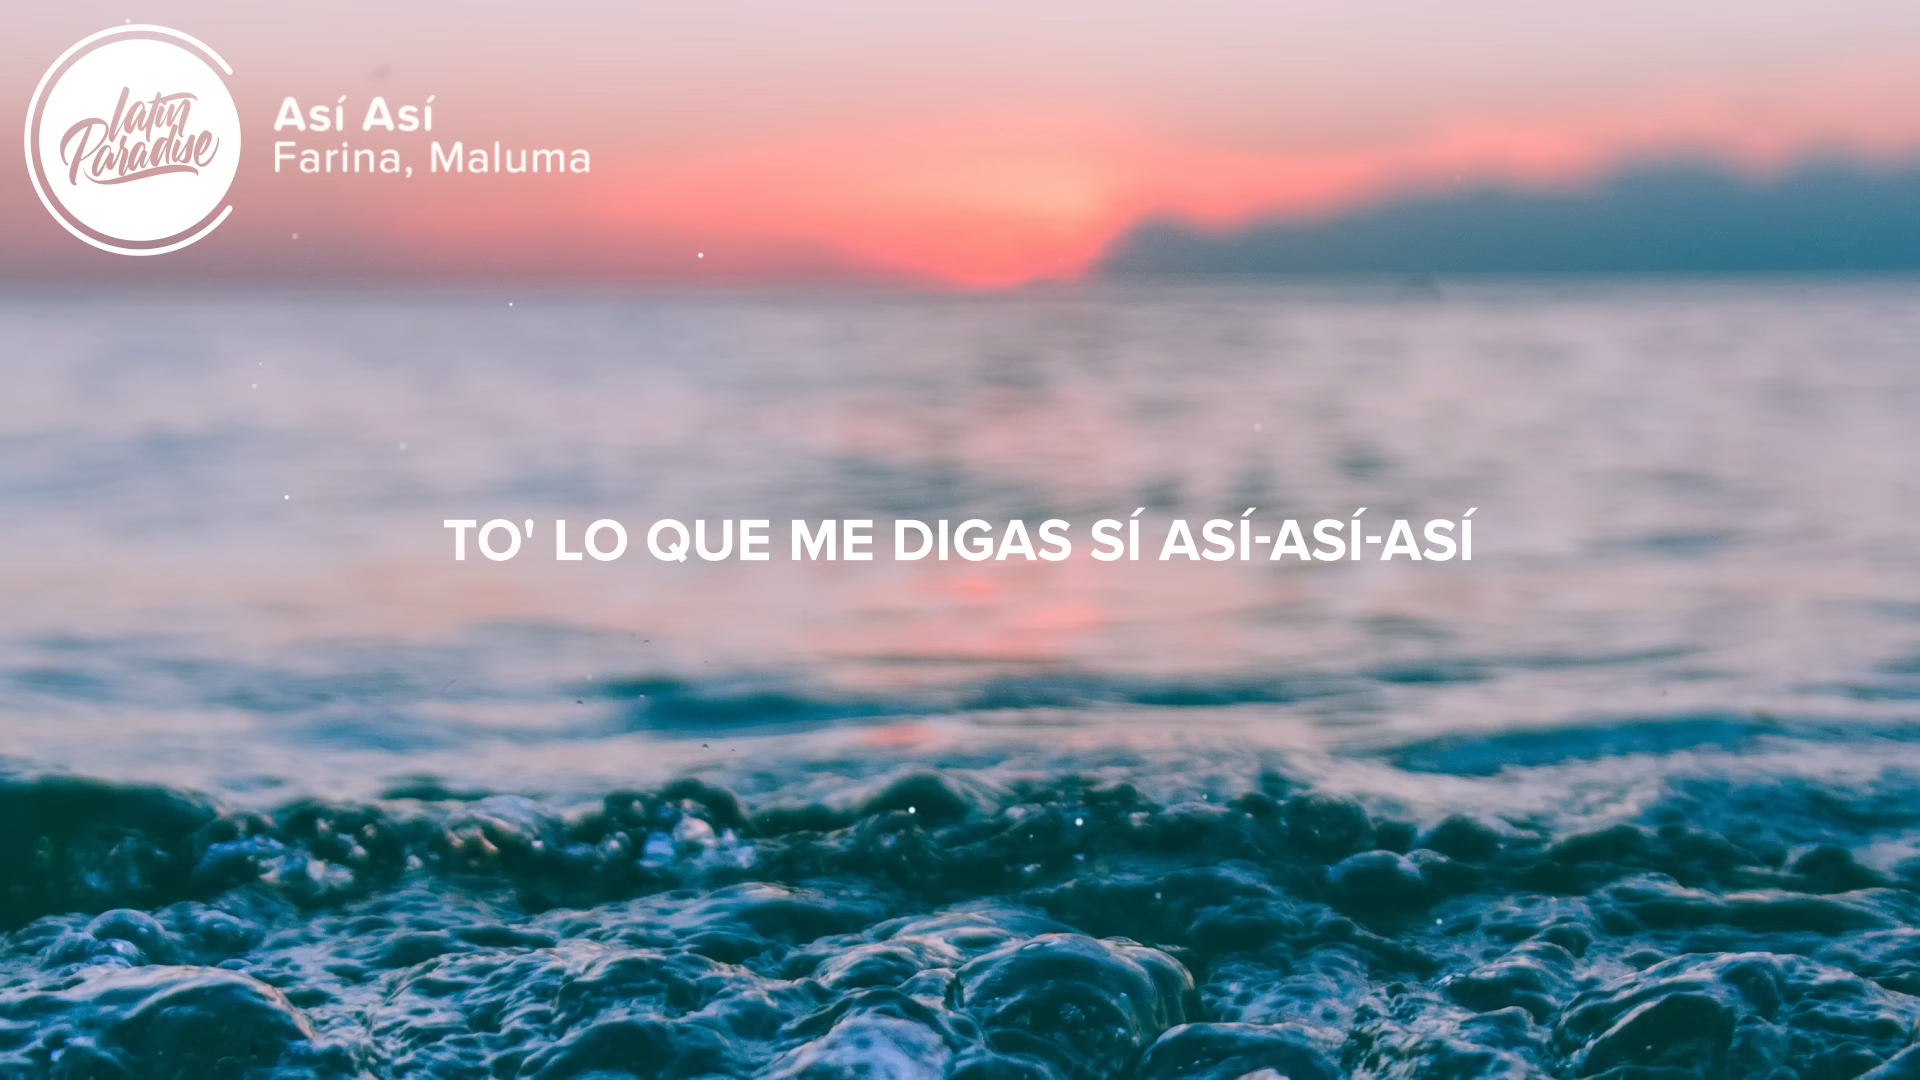 latin
Paradise
Así Así
Farina, Maluma
TO' LO QUE ME DIGAS SÍ ASÍ-ASÍ-ASÍ